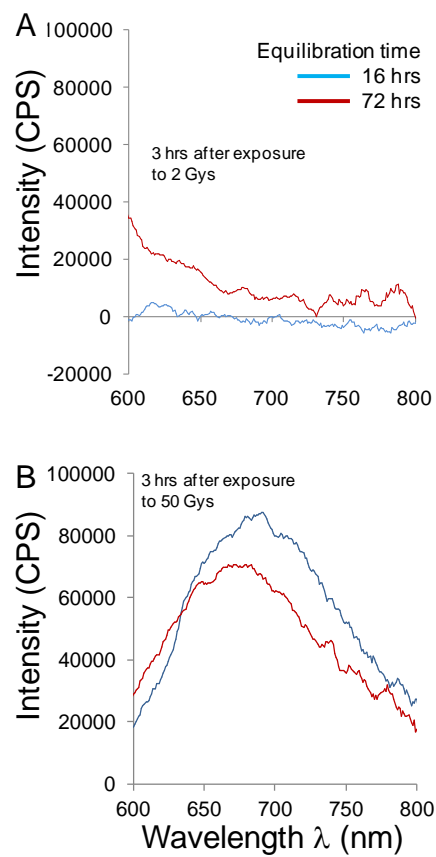 A
Intensity (CPS)
100000
80000
60000
40000
20000
0
-20000
Equilibration time
16 hrs
72 hrs
3 hrs after exposure
to 2 Gys
600 650 700 750 800
B
Intensity (CPS)
100000
80000
60000
40000
20000
0
3 hrs after exposure
to 50 Gys
600 650 700 750 800
Wavelength λ (nm)